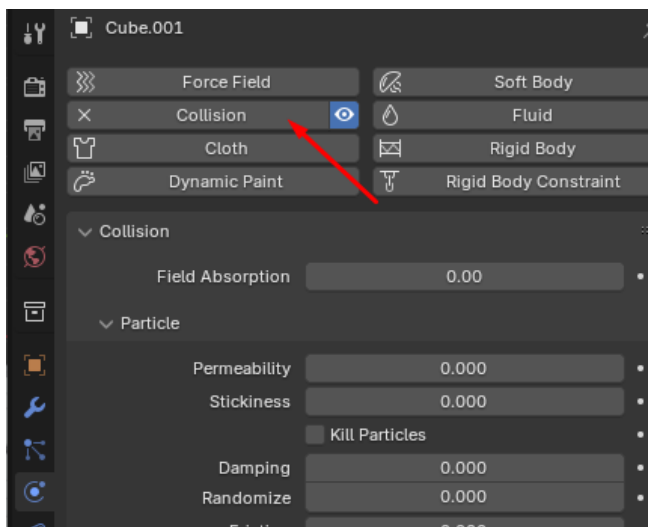 Cube.001
Force Field Soft Body
Collision Fluid
Cloth Rigid Body
Dynamic Paint Rigid Body Constraint
Collision
Field Absorption 0.00
Particle
Permeability 0.000
Stickiness 0.000
Kill Particles
Damping 0.000
Randomize 0.000